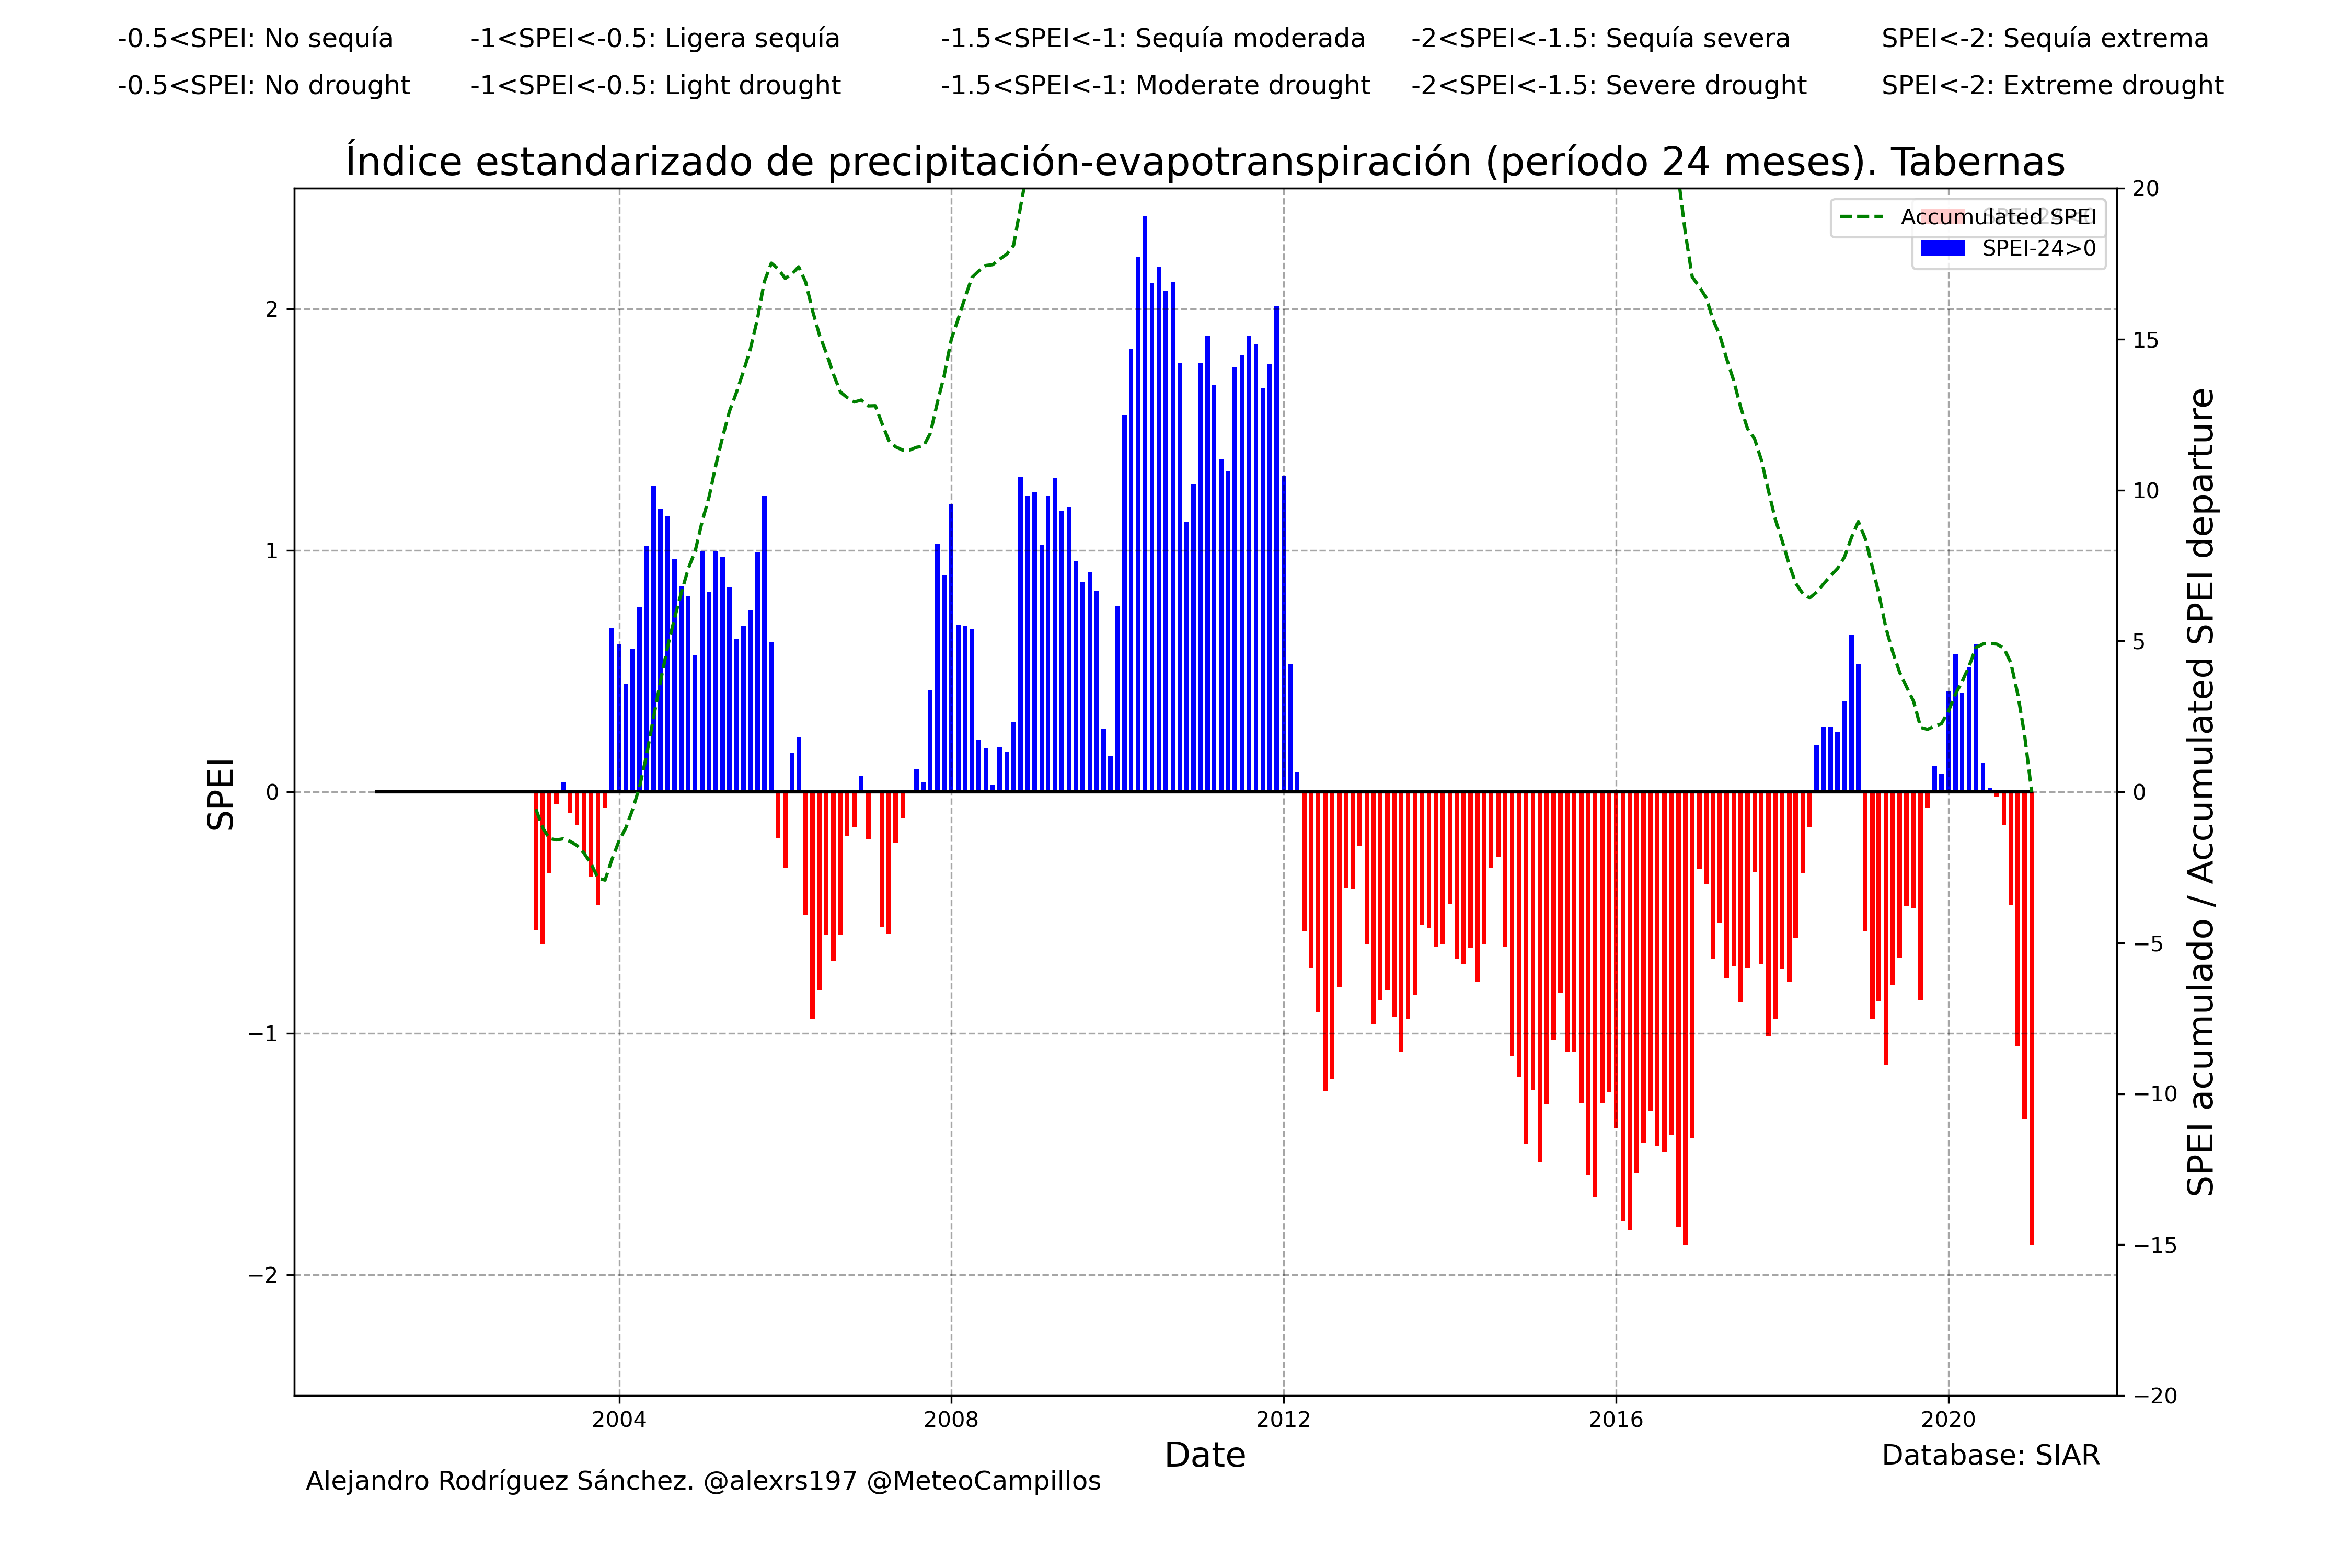 -0.5<SPEI: No sequía -1<SPEI<-0.5: Ligera sequía -1.5<SPEI<-1: Sequía moderada -2<SPEI<-1.5: Sequía severa SPEI<-2: Sequía extrema
-0.5<SPEI: No drought -1<SPEI<-0.5: Light drought -1.5<SPEI<-1: Moderate drought -2<SPEI<-1.5: Severe drought SPEI<-2: Extreme drought
Índice estandarizado de precipitación-evapotranspiración (período 24 meses). Tabernas
Accumulated SPEI
SPEI-24>0
SPEI
2
1
0
−1
−2
20
15
10
5
0
−5
−10
−15
−20
SPEI acumulado / Accumulated SPEI departure
2004 2008 2012 2016 2020
Date
Database: SIAR
Alejandro Rodríguez Sánchez. @alexrs197 @MeteoCampillos